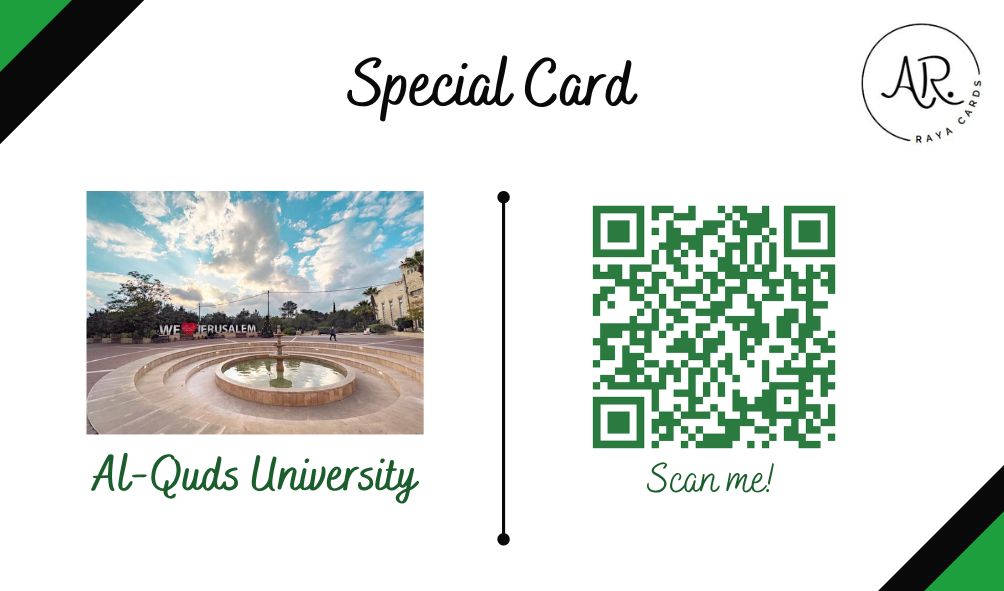 Special Card
AR.
RAYA CARDS
WE ❤ JERUSALEM
Al-Quds University
Scan me!